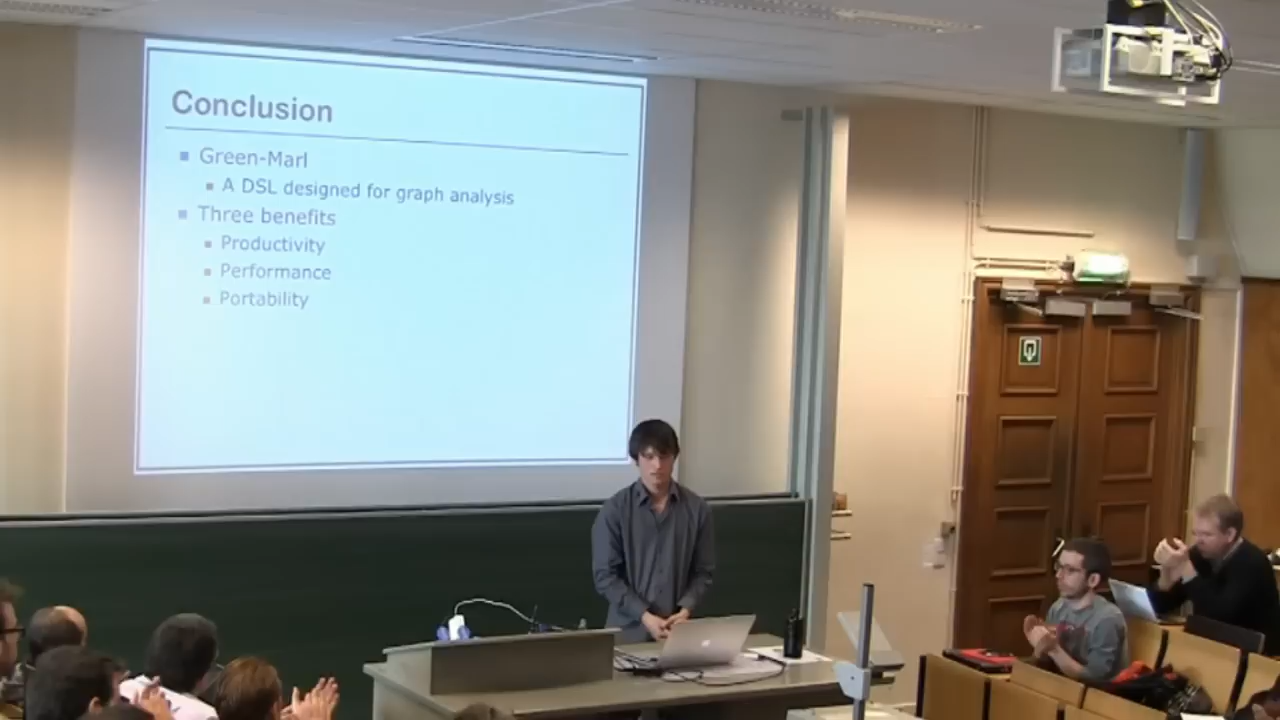 Conclusion
Green-Marl
A DSL designed for graph analysis
Three benefits
Productivity
Performance
Portability